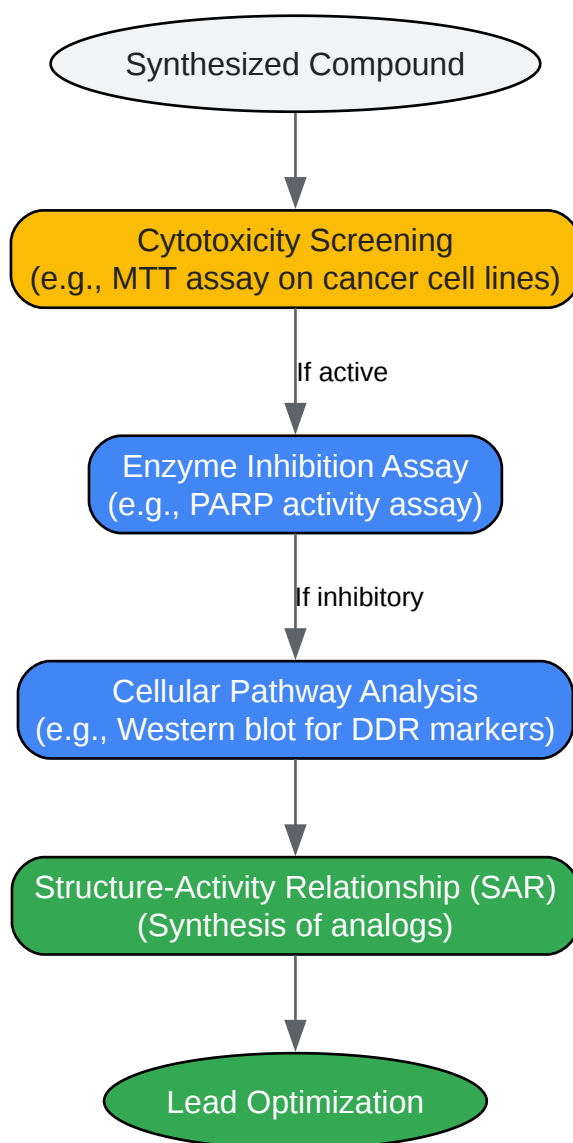 Synthesized Compound
Cytotoxicity Screening
(e.g., MTT assay on cancer cell lines)
If active
Enzyme Inhibition Assay
(e.g., PARP activity assay)
If inhibitory
Cellular Pathway Analysis
(e.g., Western blot for DDR markers)
Structure-Activity Relationship (SAR)
(Synthesis of analogs)
Lead Optimization